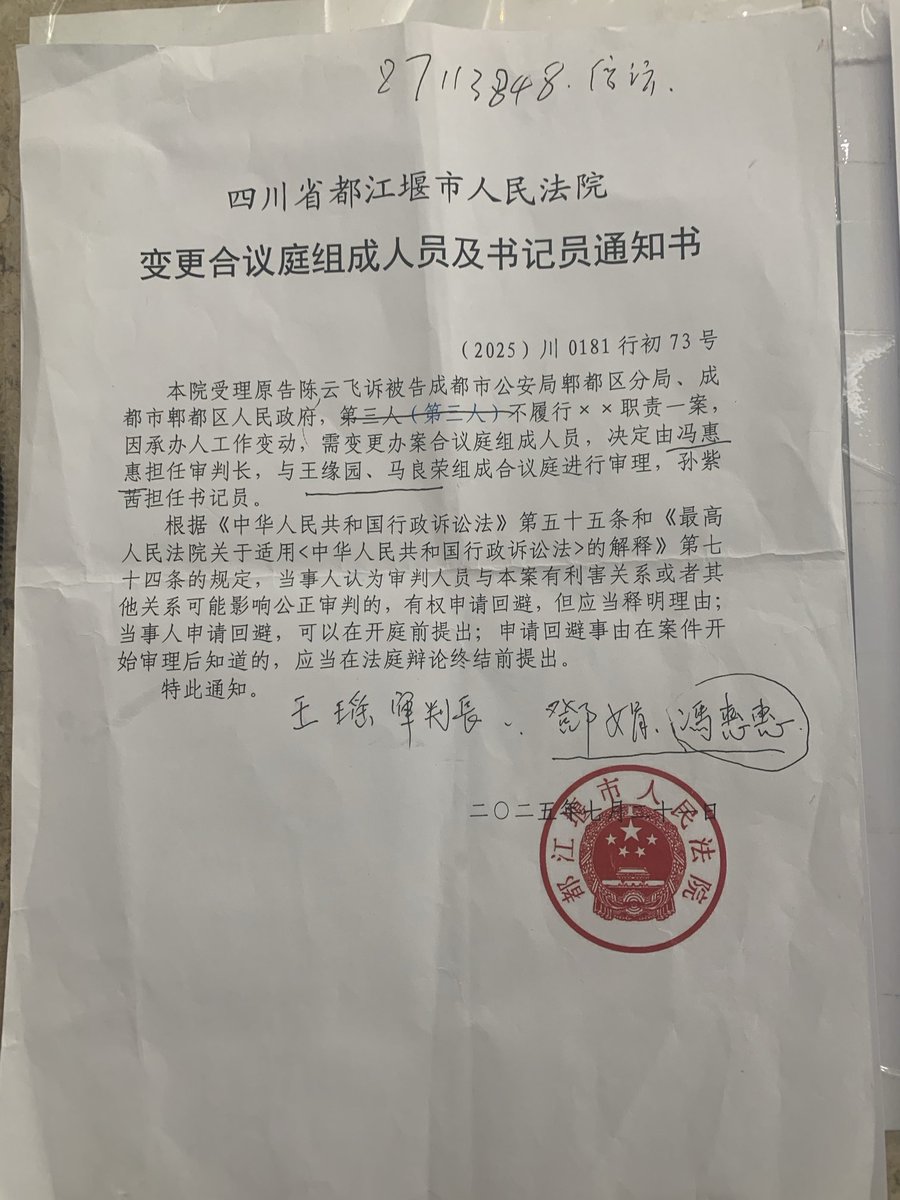 87113848.信访.
四川省都江堰市人民法院
变更合议庭组成人员及书记员通知书
（2025）川 0181 行初 73 号
本院受理原告陈云飞诉被告成都市公安局郫都区分局、成
都市郫都区人民政府，第三人（第三人）不履行××职责一案，
因承办人工作变动，需变更办案合议庭组成人员，决定由冯惠
惠担任审判长，与王缘园、马良荣组成合议庭进行审理，孙紫
茜担任书记员。
根据《中华人民共和国行政诉讼法》第五十五条和《最高
人民法院关于适用<中华人民共和国行政诉讼法>的解释》第七
十四条的规定，当事人认为审判人员与本案有利害关系或者其
他关系可能影响公正审判的，有权申请回避，但应当释明理由；
当事人申请回避，可以在开庭前提出；申请回避事由在案件开
始审理后知道的，应当在法庭辩论终结前提出。
特此通知。
王 审判長、鄧娟.冯惠惠.
二〇二五年七月二十 日
都江堰市人民法院